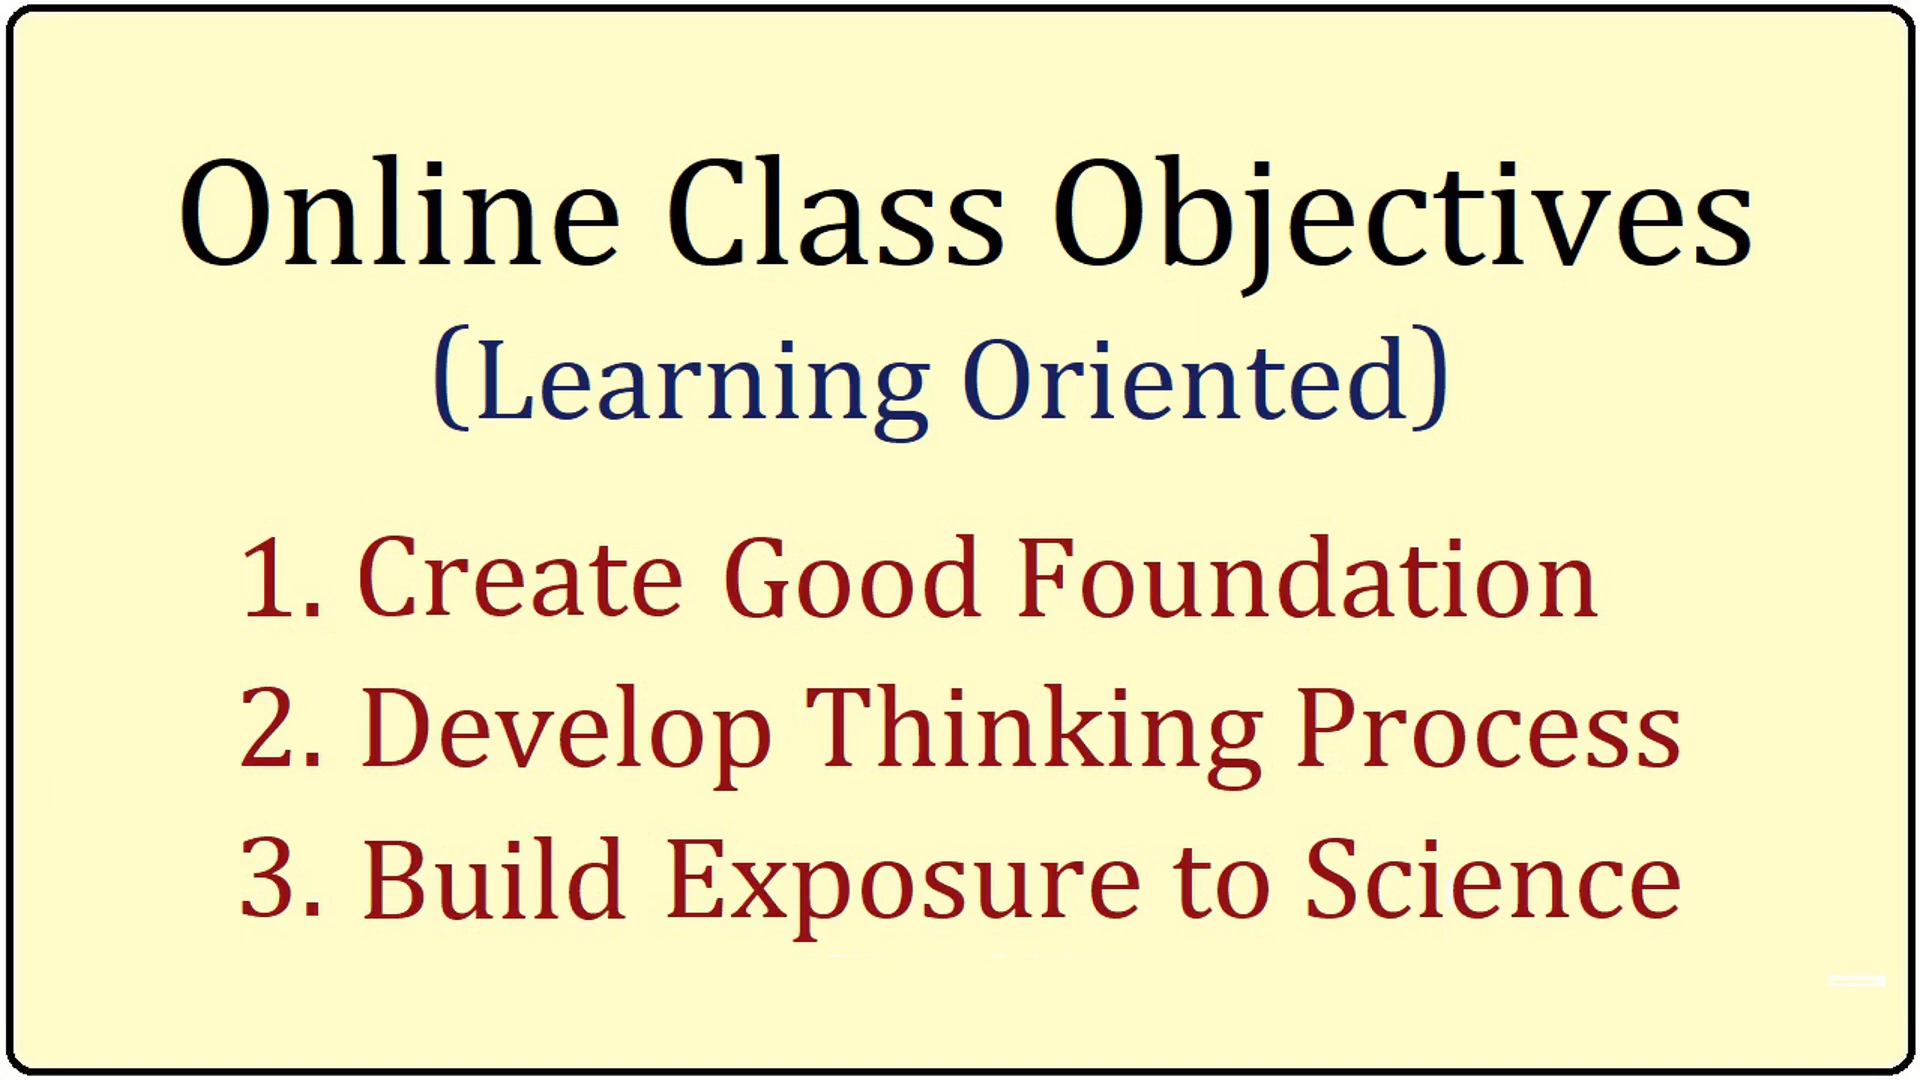 Online Class Objectives
(Learning Oriented)
1. Create Good Foundation
2. Develop Thinking Process
3. Build Exposure to Science